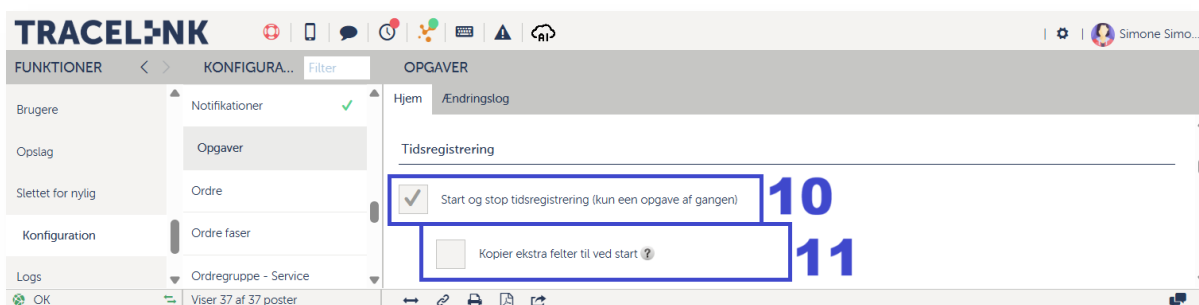 TRACELINK
AI
Simone Simo...
FUNKTIONER
KONFIGURA...
Filter
OPGAVER
Brugere
Opslag
Slettet for nylig
Konfiguration
Logs
OK
Notifikationer
Opgaver
Ordre
Ordre faser
Ordregruppe - Service
Viser 37 af 37 poster
Hjem Ændringslog
Tidsregistrering
Start og stop tidsregistrering (kun een opgave af gangen)
10
Kopier ekstra felter til ved start ?
11